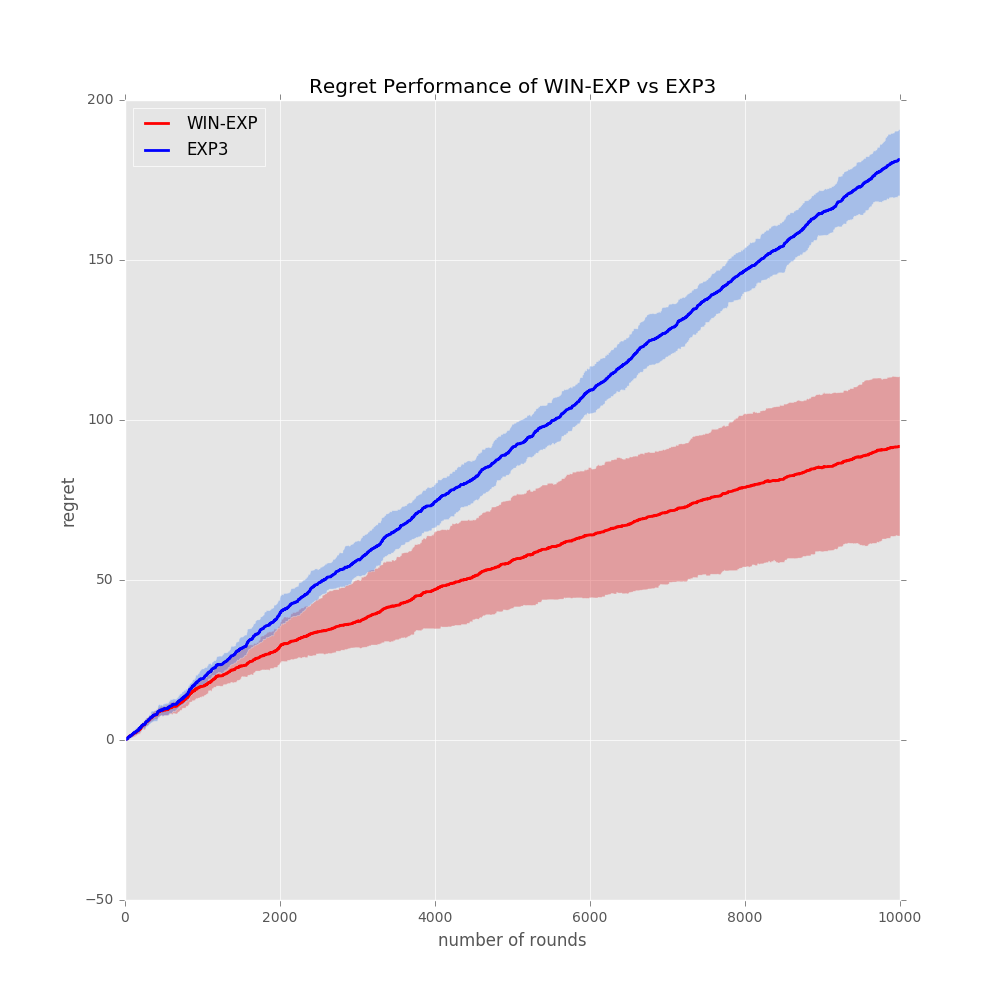 Regret Performance of WIN-EXP vs EXP3
WIN-EXP
EXP3
regret
200
150
100
50
0
−50
0 2000 4000 6000 8000 10000
number of rounds